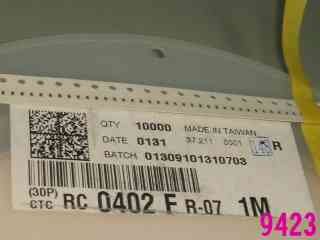 QTY 10000 MADE IN TAIWAN
DATE 0131 37.211 0001 R
BATCH 01309101310703
(30P)
CTC RC 0402 F R-07 1M
9423